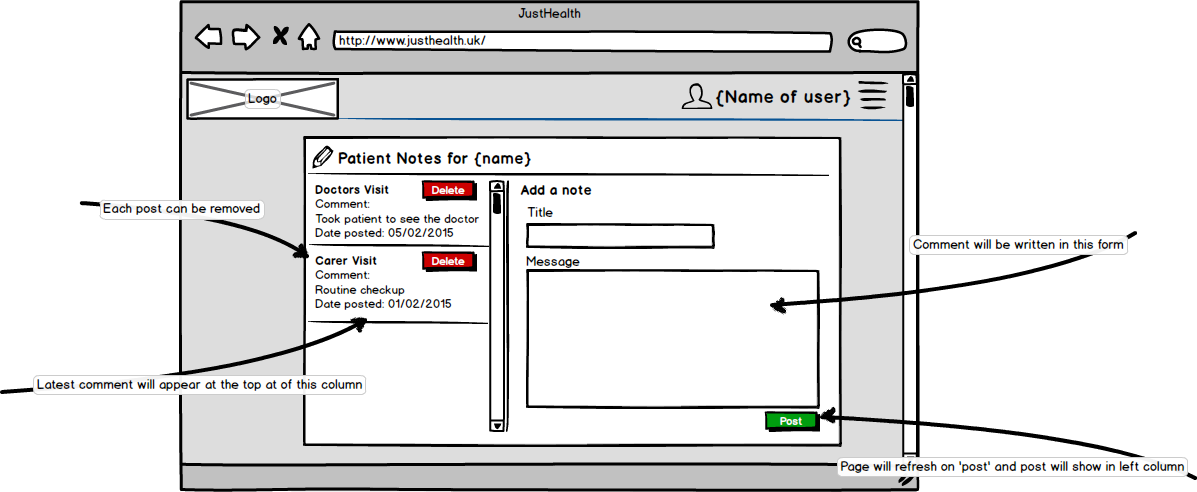 JustHealth
http://www.justhealth.uk/
Logo
{Name of user}
Patient Notes for {name}
Doctors Visit
Delete
Comment:
Took patient to see the doctor
Date posted: 05/02/2015
Carer Visit
Delete
Comment:
Routine checkup
Date posted: 01/02/2015
Add a note
Title
Message
Post
Each post can be removed
Latest comment will appear at the top at of this column
Comment will be written in this form
Page will refresh on 'post' and post will show in left column